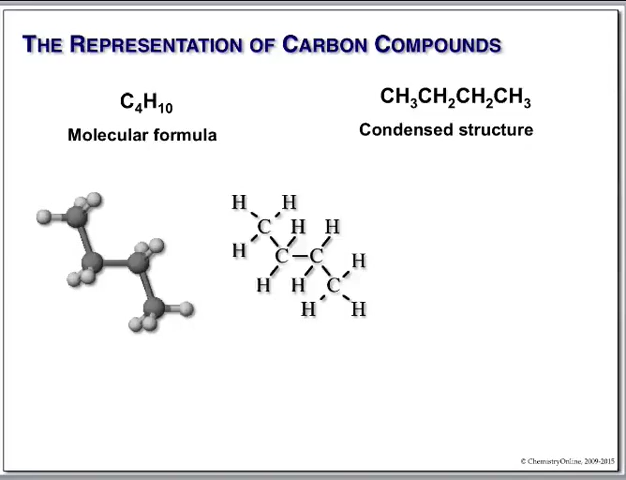 THE REPRESENTATION OF CARBON COMPOUNDS
C₄H₁₀
Molecular formula
CH₃CH₂CH₂CH₃
Condensed structure
H H
C H H
H C C H
H H C
H H
© ChemistryOnline, 2009-2015